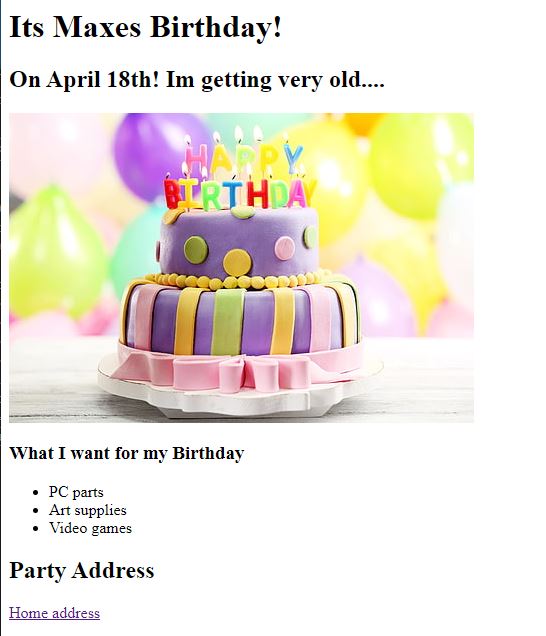 Its Maxes Birthday!
On April 18th! Im getting very old....
HAPPY
BIRTHDAY
What I want for my Birthday
PC parts
Art supplies
Video games
Party Address
Home address